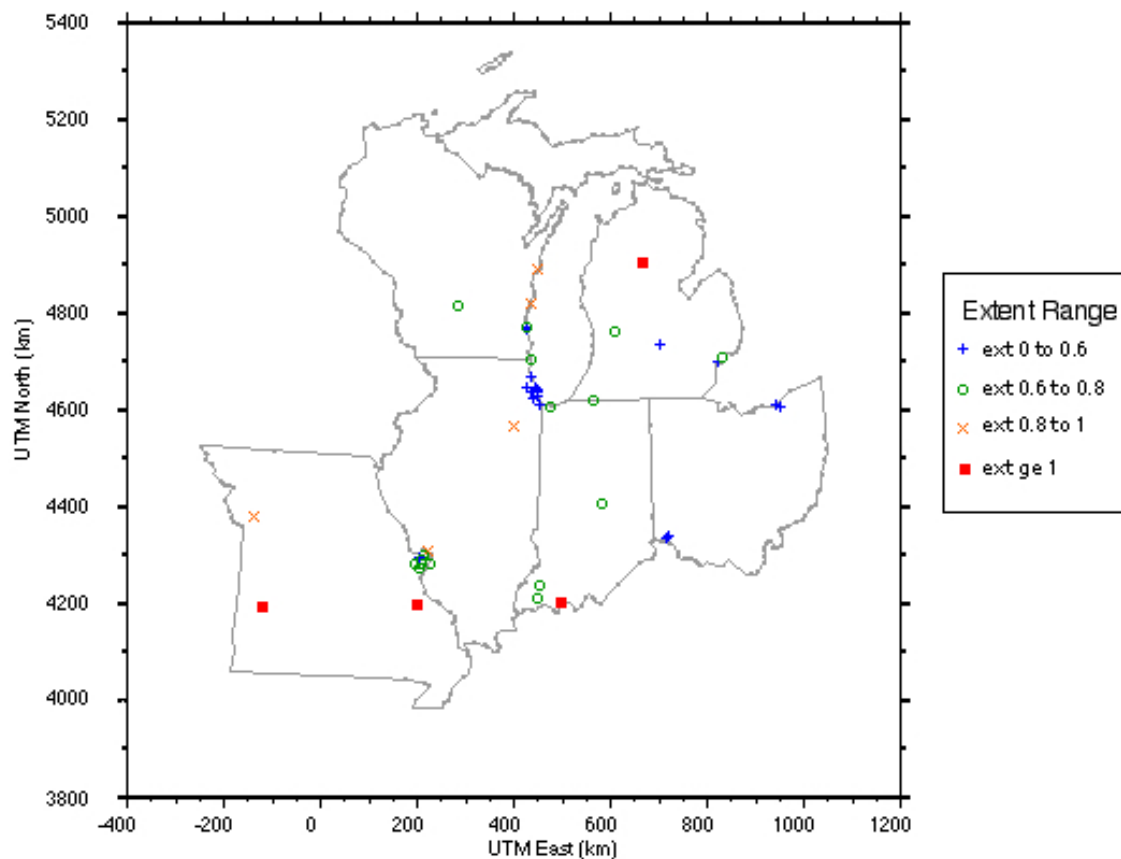 5400
5200
5000
4800
4600
4400
4200
4000
3800
UTM North (km)
-400 -200 0 200 400 600 800 1000 1200
UTM East (km)
Extent Range
ext 0 to 0.6
ext 0.6 to 0.8
ext 0.8 to 1
ext ge 1